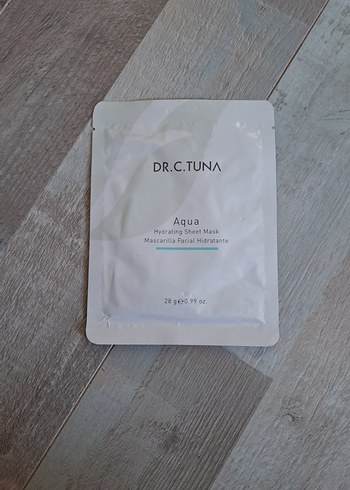 DR.C.TUNA
Aqua
Hydrating Sheet Mask
Mascarilla Facial Hidratante
28 g ℮ 0.99 oz.